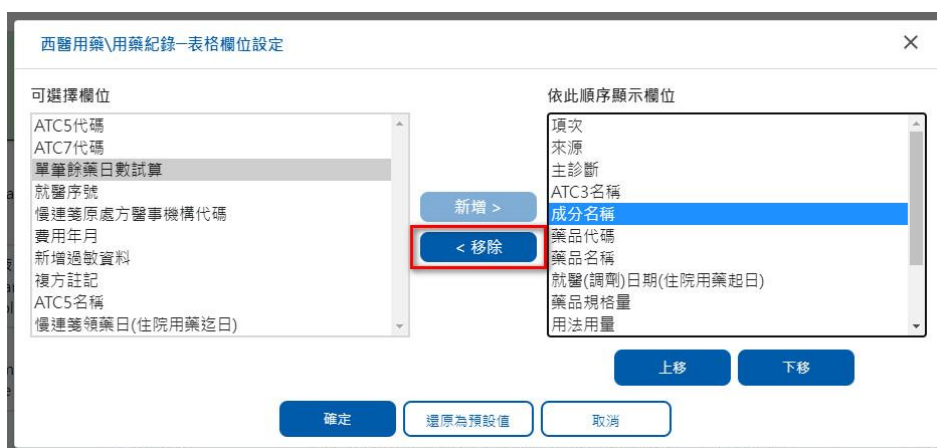 西醫用藥\用藥紀錄─表格欄位設定
可選擇欄位
ATC5代碼
ATC7代碼
單筆餘藥日數試算
就醫序號
慢連箋原處方醫事機構代碼
費用年月
新增過敏資料
複方註記
ATC5名稱
慢連箋領藥日(住院用藥迄日)
新增 >
< 移除
依此順序顯示欄位
項次
來源
主診斷
ATC3名稱
成分名稱
藥品代碼
藥品名稱
就醫(調劑)日期(住院用藥起日)
藥品規格量
用法用量
上移
下移
確定
還原為預設值
取消